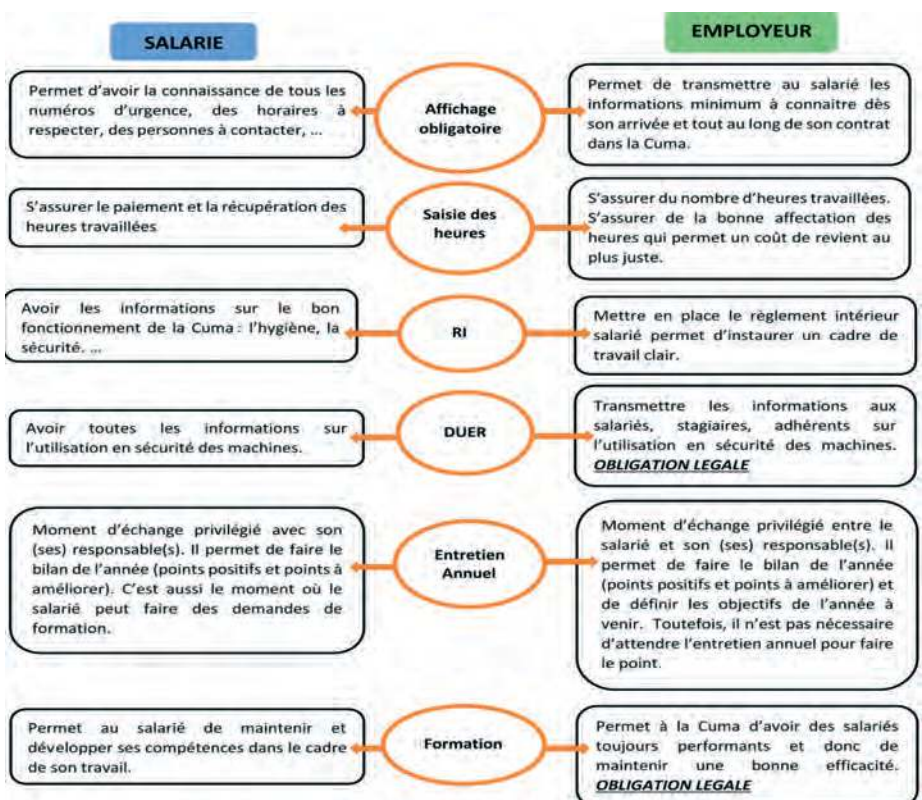 SALARIE
EMPLOYEUR
Permet d'avoir la connaissance de tous les
numéros d'urgence, des horaires à
respecter, des personnes à contacter, ...
Affichage
obligatoire
Permet de transmettre au salarié les
informations minimum à connaitre dès
son arrivée et tout au long de son contrat
dans la Cuma.
S'assurer le paiement et la récupération des
heures travaillées
Saisie des
heures
S'assurer du nombre d'heures travaillées.
S'assurer de la bonne affectation des
heures qui permet un coût de revient au
plus juste.
Avoir les informations sur le bon
fonctionnement de la Cuma : l'hygiène, la
sécurité. ...
RI
Mettre en place le règlement intérieur
salarié permet d'instaurer un cadre de
travail clair.
Avoir toutes les informations sur
l'utilisation en sécurité des machines.
DUER
Transmettre les informations aux
salariés, stagiaires, adhérents sur
l'utilisation en sécurité des machines.
OBLIGATION LEGALE
Moment d'échange privilégié avec son
(ses) responsable(s). Il permet de faire le
bilan de l'année (points positifs et points à
améliorer). C'est aussi le moment où le
salarié peut faire des demandes de
formation.
Entretien
Annuel
Moment d'échange privilégié entre le
salarié et son (ses) responsable(s). Il
permet de faire le bilan de l'année
(points positifs et points à améliorer) et
de définir les objectifs de l'année à
venir. Toutefois, il n'est pas nécessaire
d'attendre l'entretien annuel pour faire
le point.
Permet au salarié de maintenir et
développer ses compétences dans le cadre
de son travail.
Formation
Permet à la Cuma d'avoir des salariés
toujours performants et donc de
maintenir une bonne efficacité.
OBLIGATION LEGALE